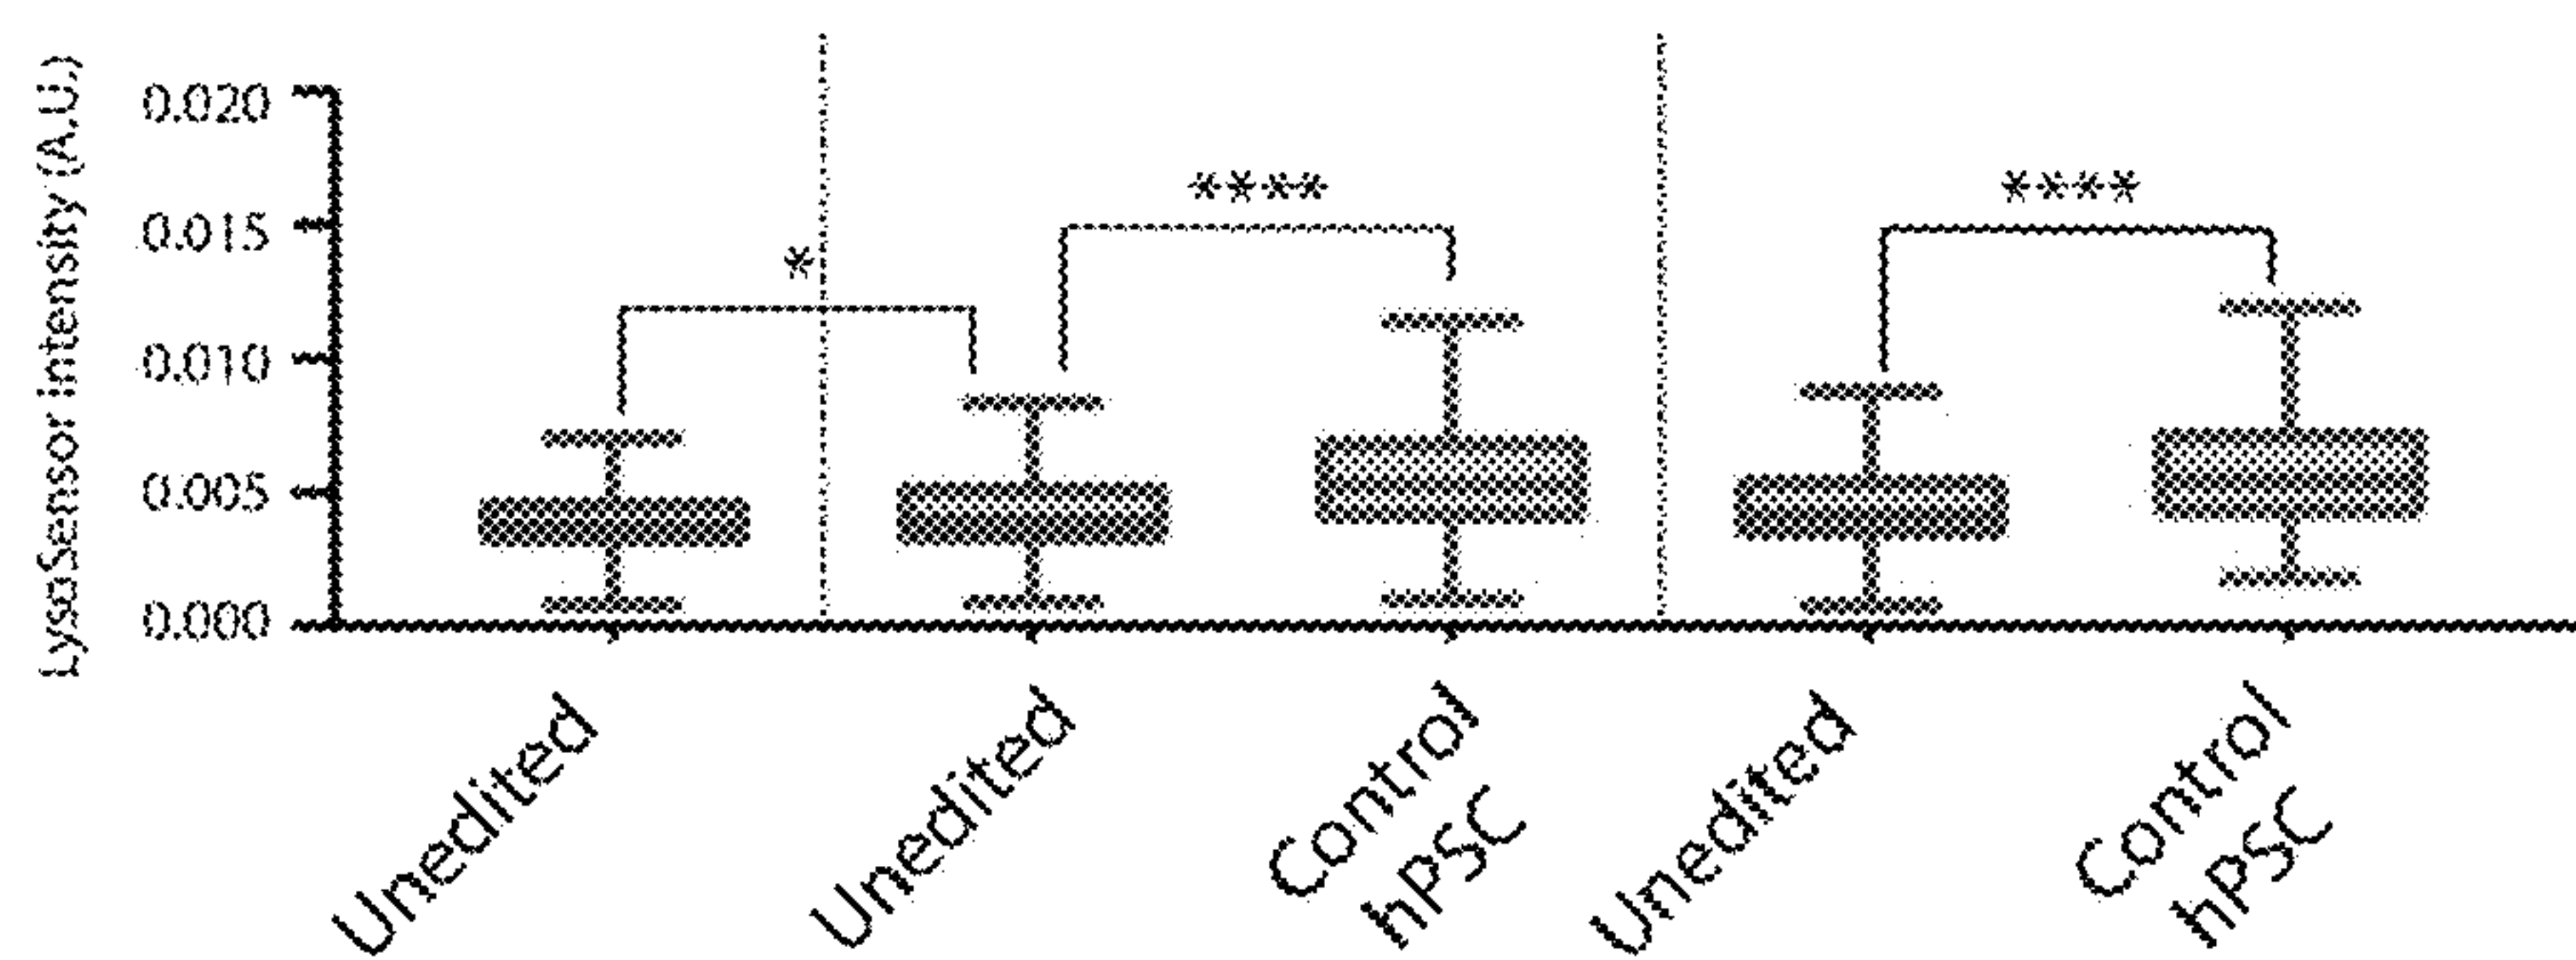 LysoSensor Intensity (A.U.)
0.020
0.015
0.010
0.005
0.000
*
****
****
Unedited
Unedited
Control
hPSC
Unedited
Control
hPSC